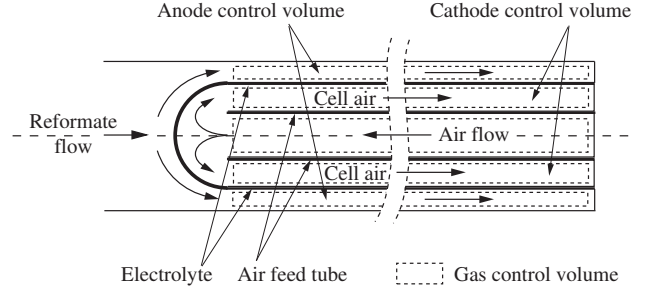 Anode control volume
Cathode control volume
Cell air
Reformate
flow
Air flow
Cell air
Electrolyte
Air feed tube
Gas control volume